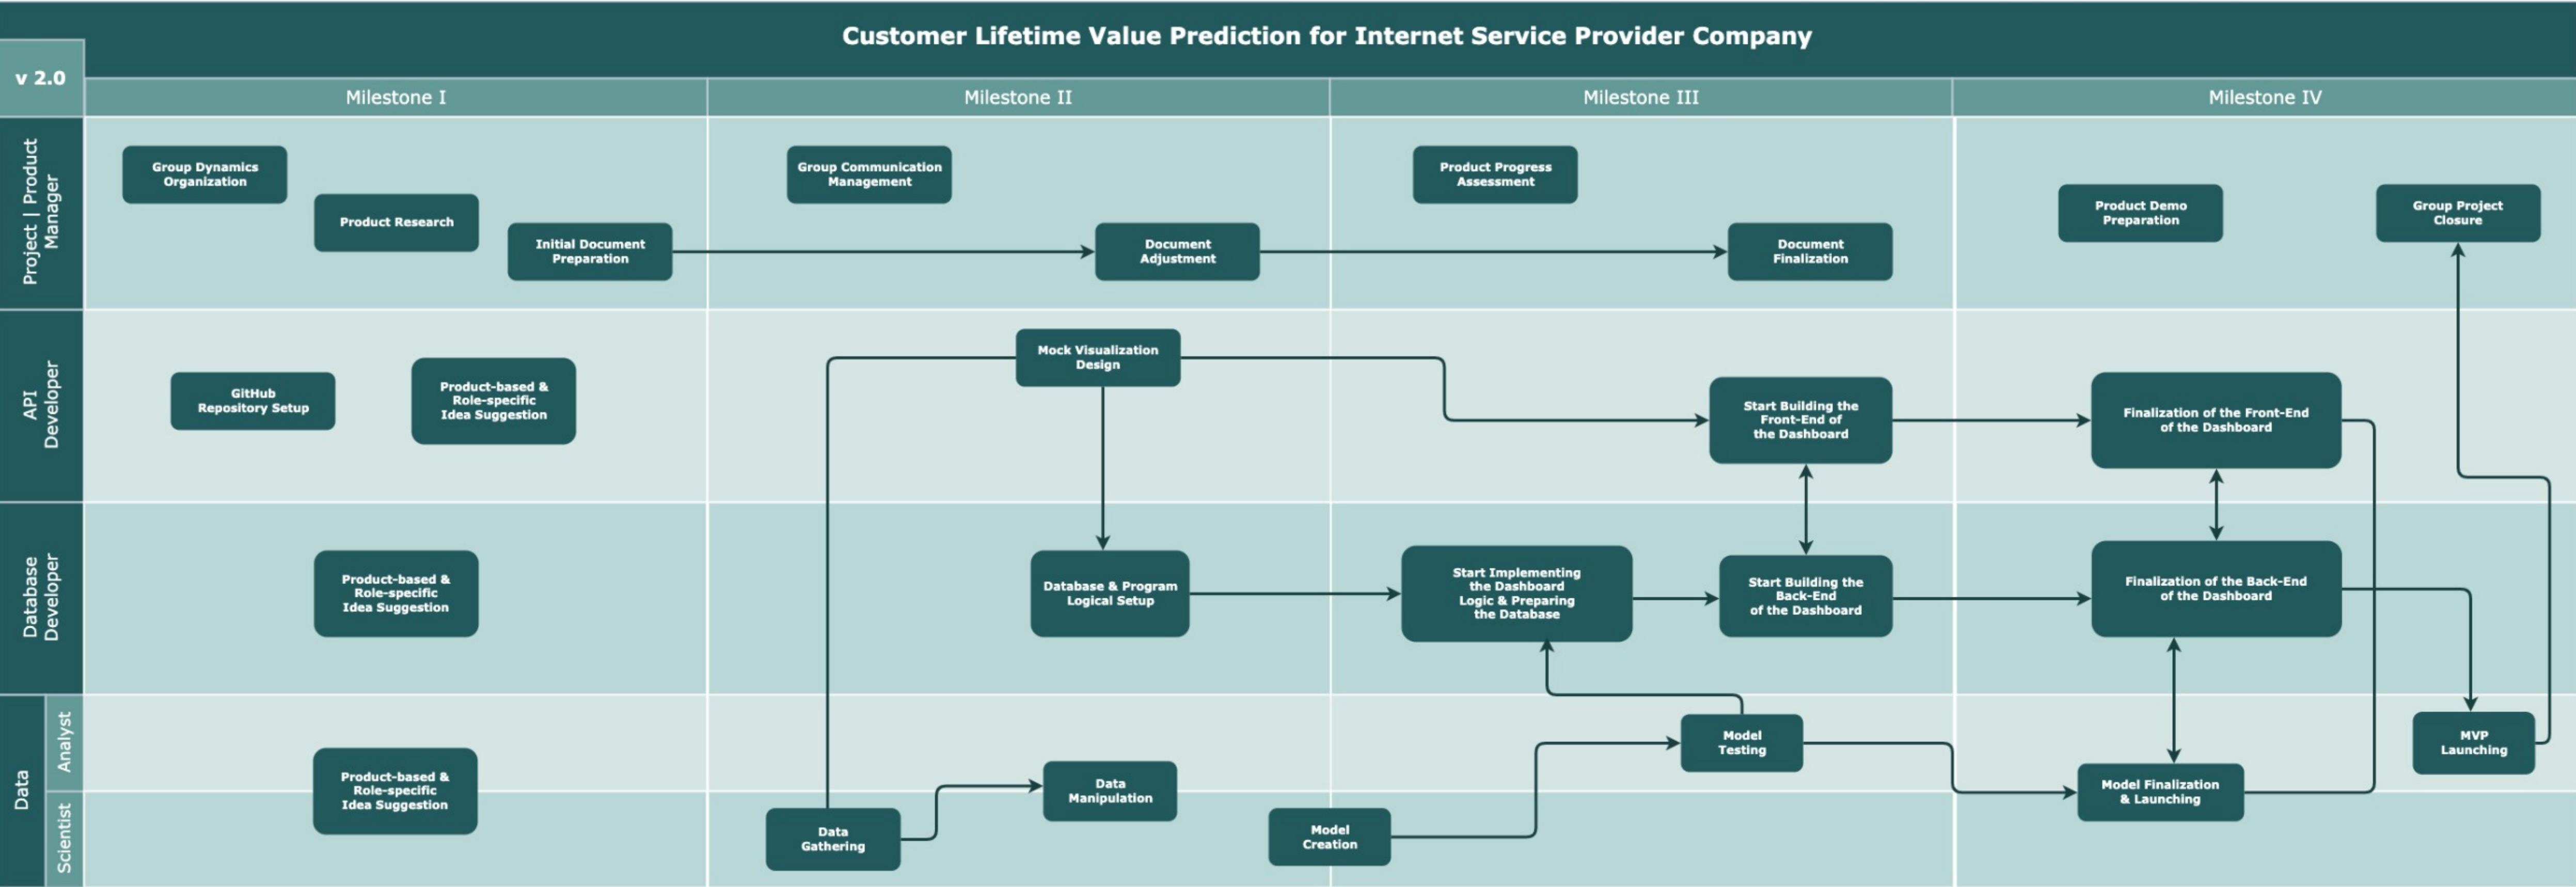 Customer Lifetime Value Prediction for Internet Service Provider Company
v 2.0
Milestone I
Milestone II
Milestone III
Milestone IV
Project | Product
Manager
Group Dynamics
Organization
Product Research
Initial Document
Preparation
Group Communication
Management
Document
Adjustment
Product Progress
Assessment
Document
Finalization
Product Demo
Preparation
Group Project
Closure
API
Developer
GitHub
Repository Setup
Product-based &
Role-specific
Idea Suggestion
Mock Visualization
Design
Start Building the
Front-End of
the Dashboard
Finalization of the Front-End
of the Dashboard
Database
Developer
Product-based &
Role-specific
Idea Suggestion
Database & Program
Logical Setup
Start Implementing
the Dashboard
Logic & Preparing
the Database
Start Building the
Back-End
of the Dashboard
Finalization of the Back-End
of the Dashboard
Data
Analyst
Scientist
Product-based &
Role-specific
Idea Suggestion
Data
Gathering
Data
Manipulation
Model
Creation
Model
Testing
Model Finalization
& Launching
MVP
Launching